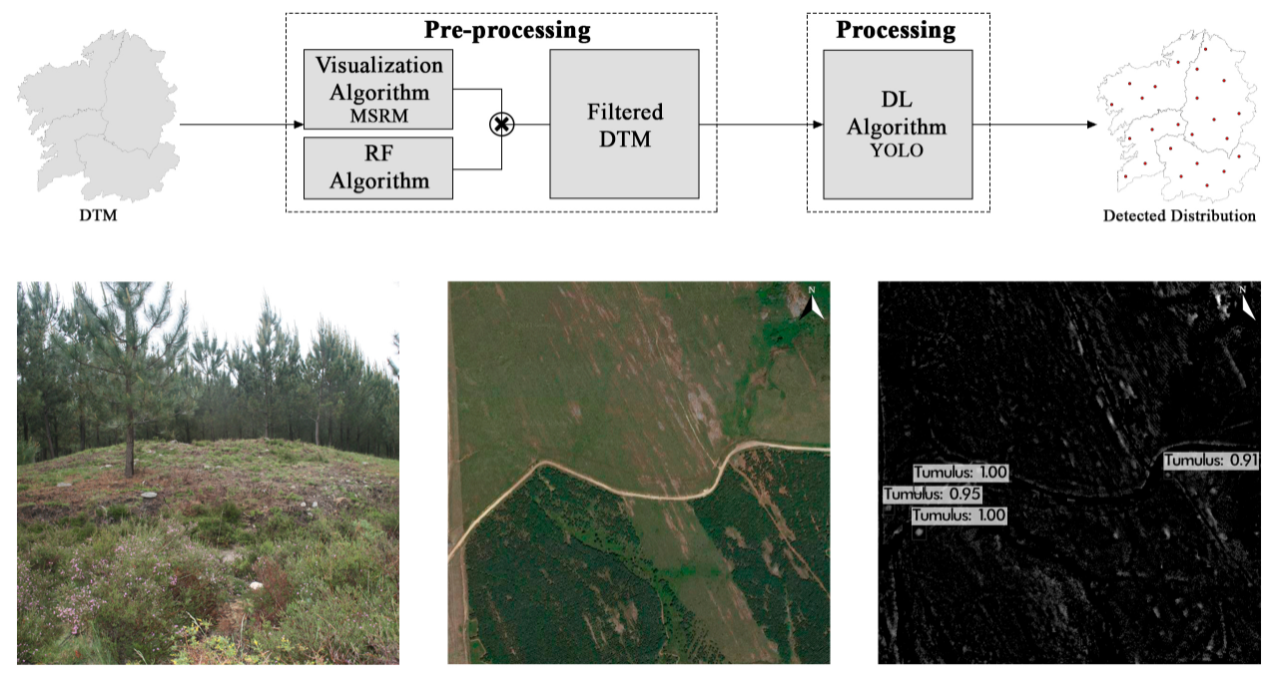 Pre-processing
Processing
Visualization
Algorithm
MSRM
RF
Algorithm
Filtered
DTM
DL
Algorithm
YOLO
DTM
Detected Distribution
N
N
Tumulus: 0.91
Tumulus: 1.00
Tumulus: 0.95
Tumulus: 1.00